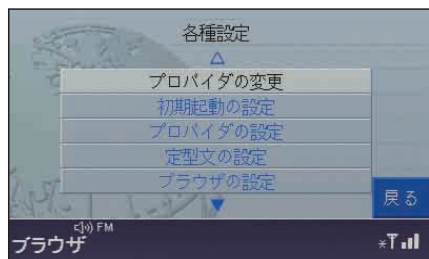 各種設定
プロバイダの変更
初期起動の設定
プロバイダの設定
定型文の設定
ブラウザの設定
戻る
FM
ブラウザ